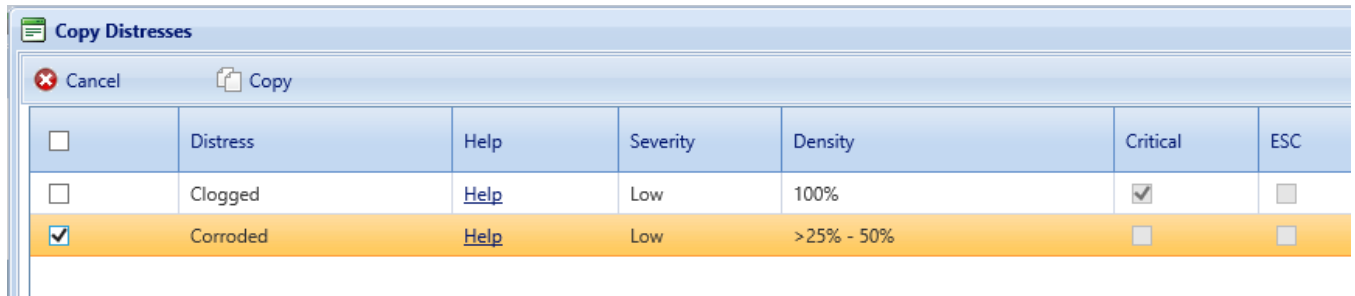 Copy Distresses
Cancel Copy
Distress Help Severity Density Critical ESC
Clogged Help Low 100%
Corroded Help Low >25% - 50%